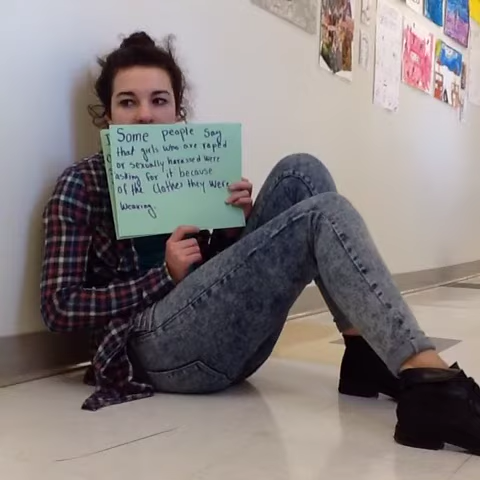 Some people say
that girls who are raped
or sexually harassed were
asking for it because
of the clothes they were
wearing.